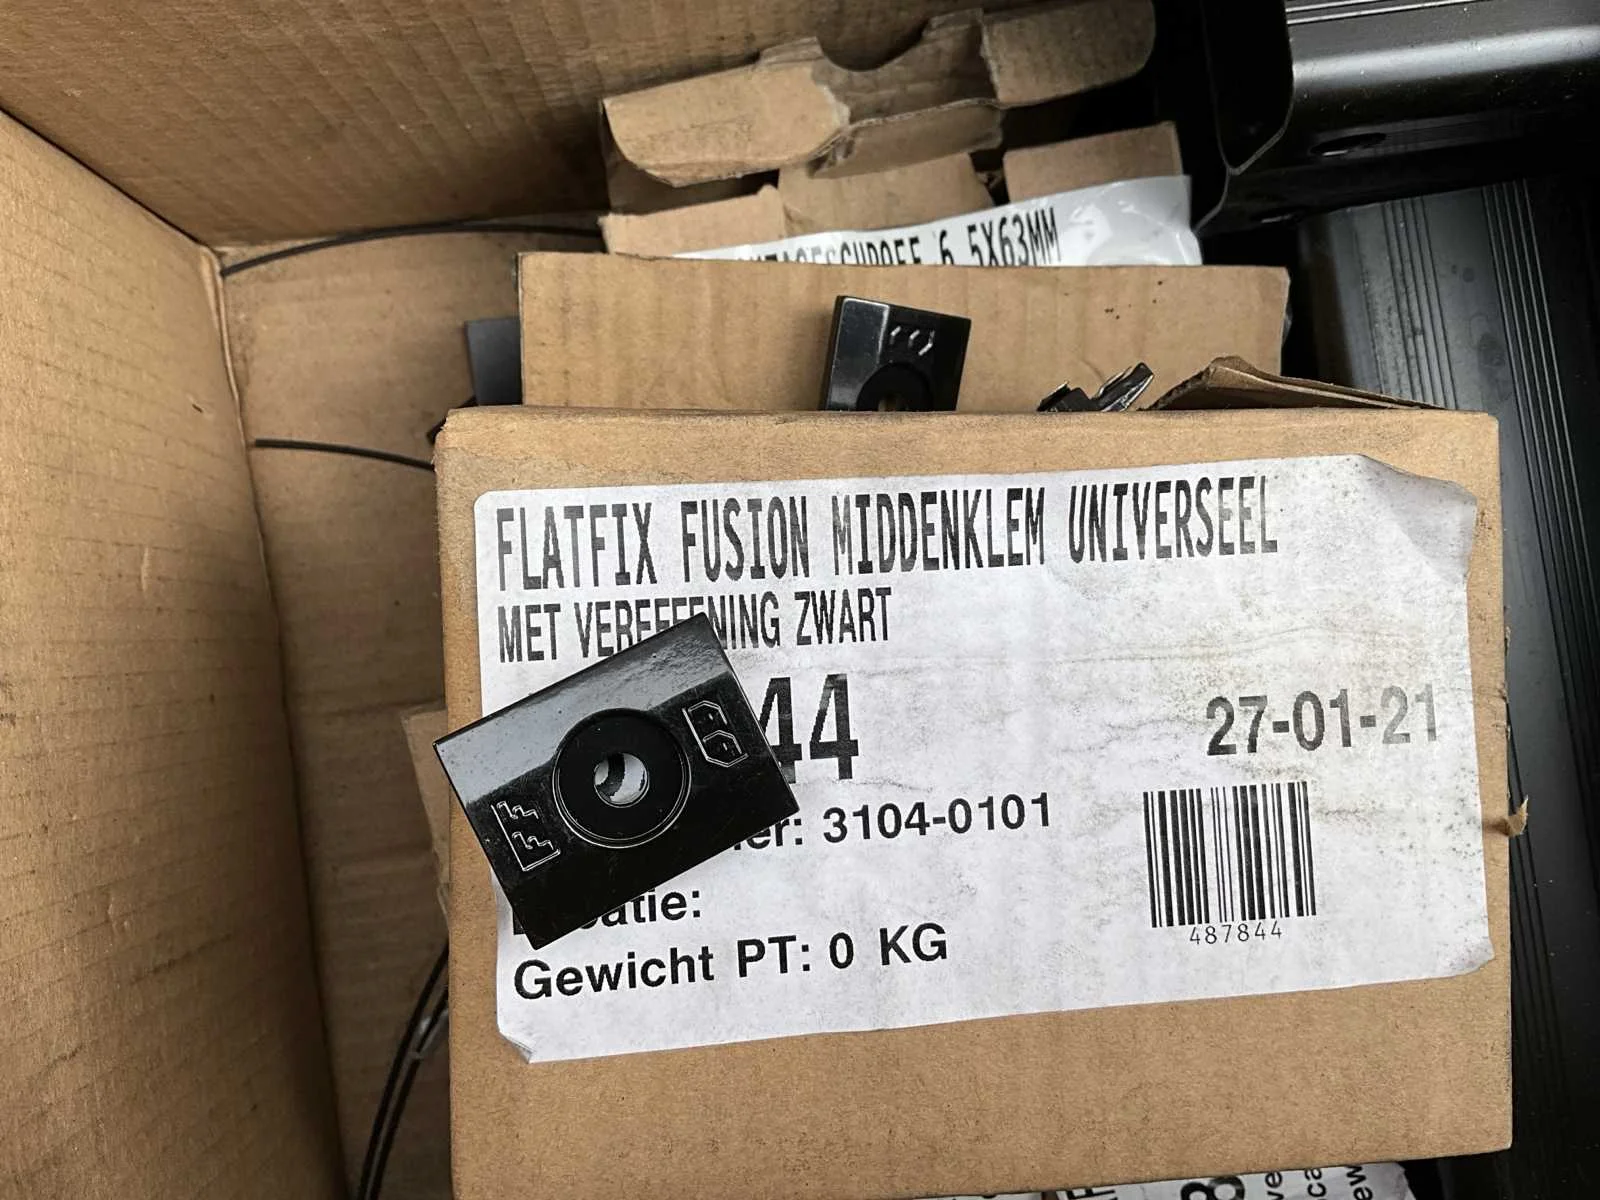 6,5X63MM
FLATFIX FUSION MIDDENKLEM UNIVERSEEL
MET VEREFFENING ZWART
44
27-01-21
3104-0101
487844
Gewicht PT: 0 KG